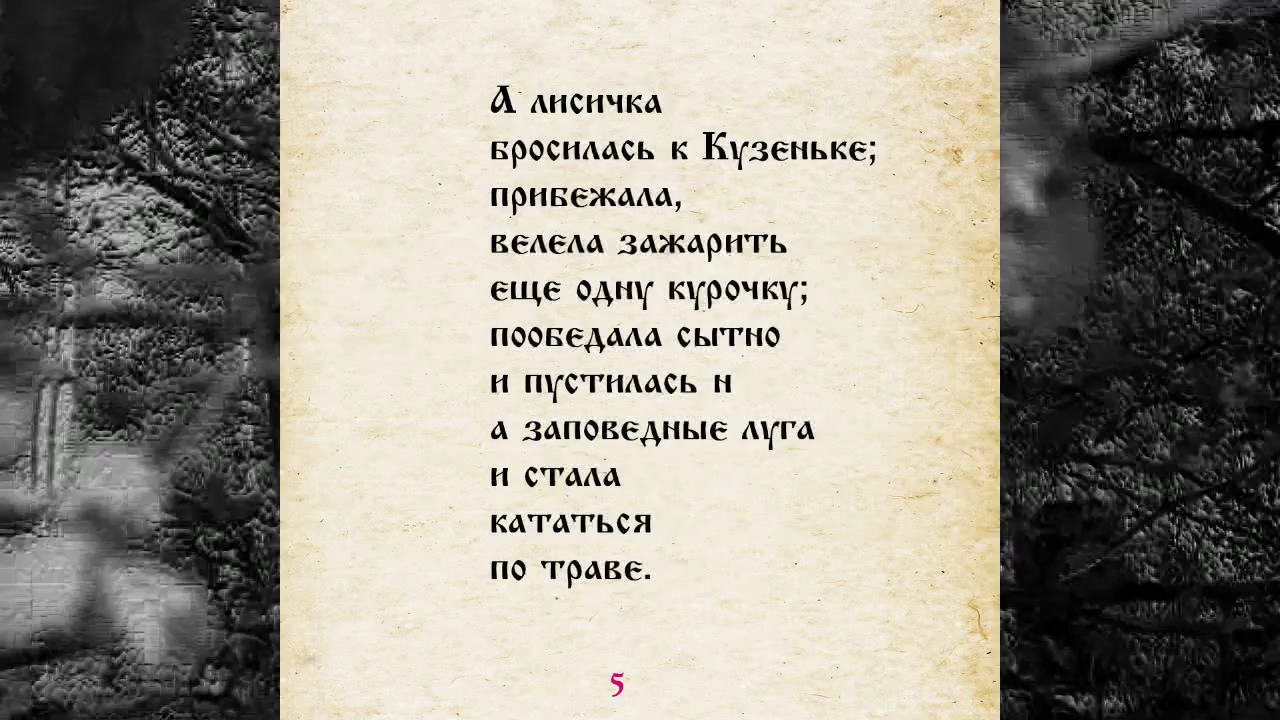 А лисичка
бросилась к Кузеньке;
прибежала,
велела зажарить
еще одну курочку;
пообедала сытно
и пустилась н
а заповедные луга
и стала
кататься
по траве.
5